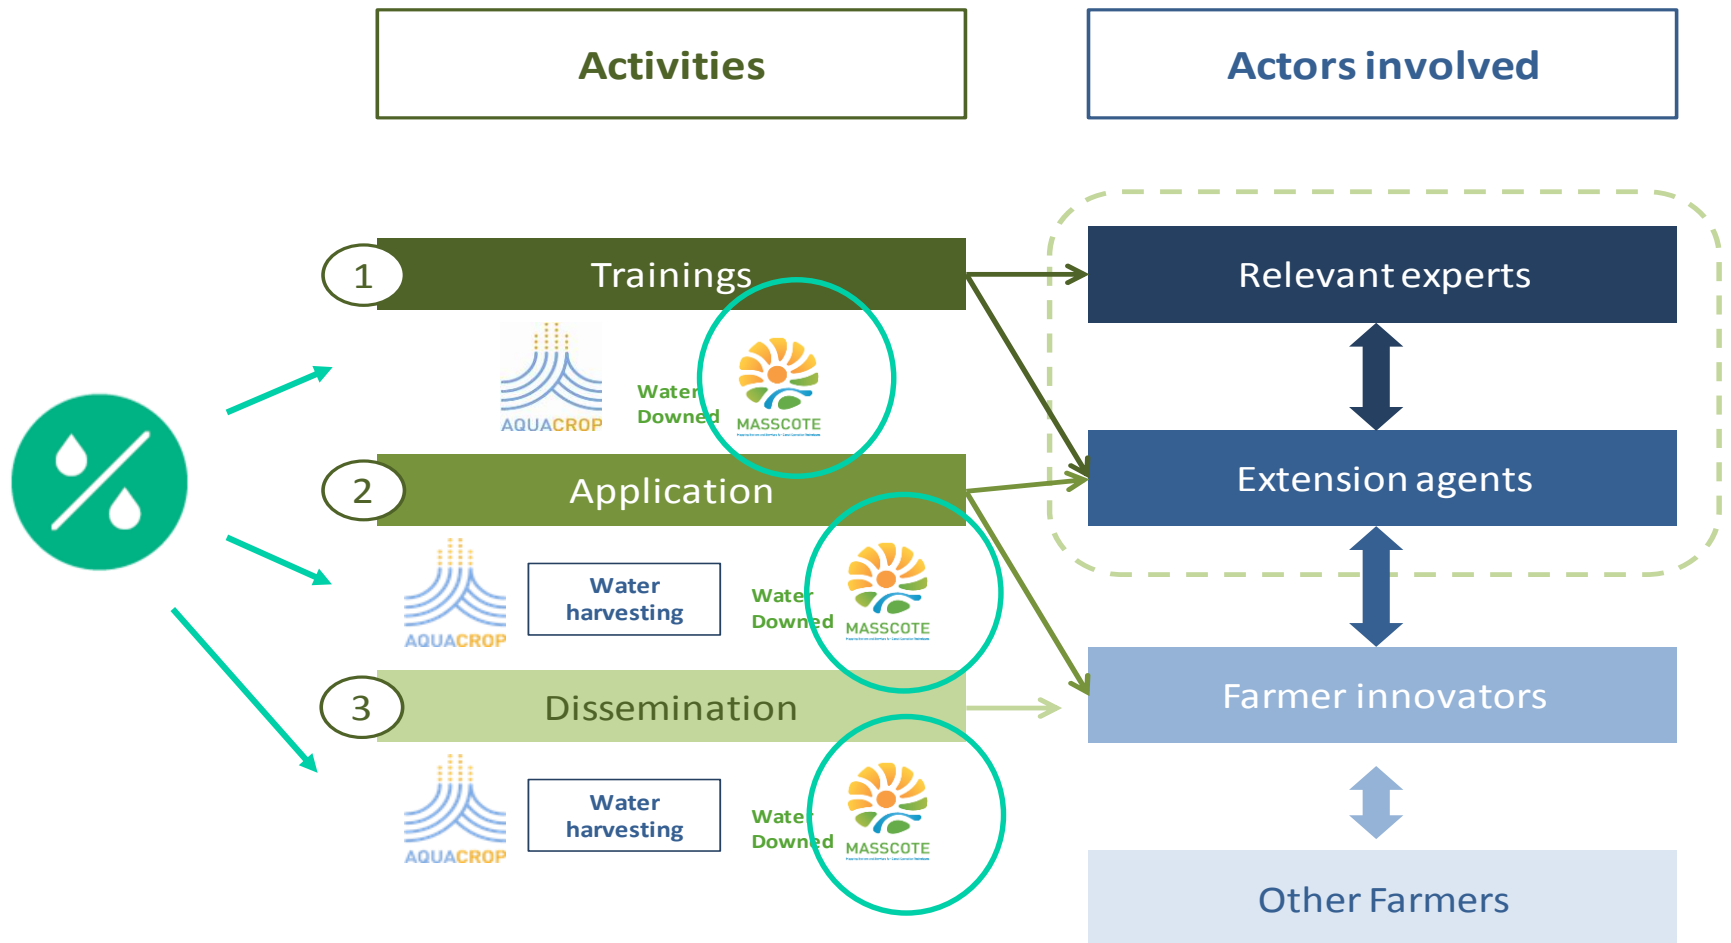 Activities
Actors involved
1
Trainings
Relevant experts
AQUACROP
Water
Downed
MASSCOTE
2
Application
Extension agents
AQUACROP
Water
harvesting
Water
Downed
MASSCOTE
3
Dissemination
Farmer innovators
AQUACROP
Water
harvesting
Water
Downed
MASSCOTE
Other Farmers